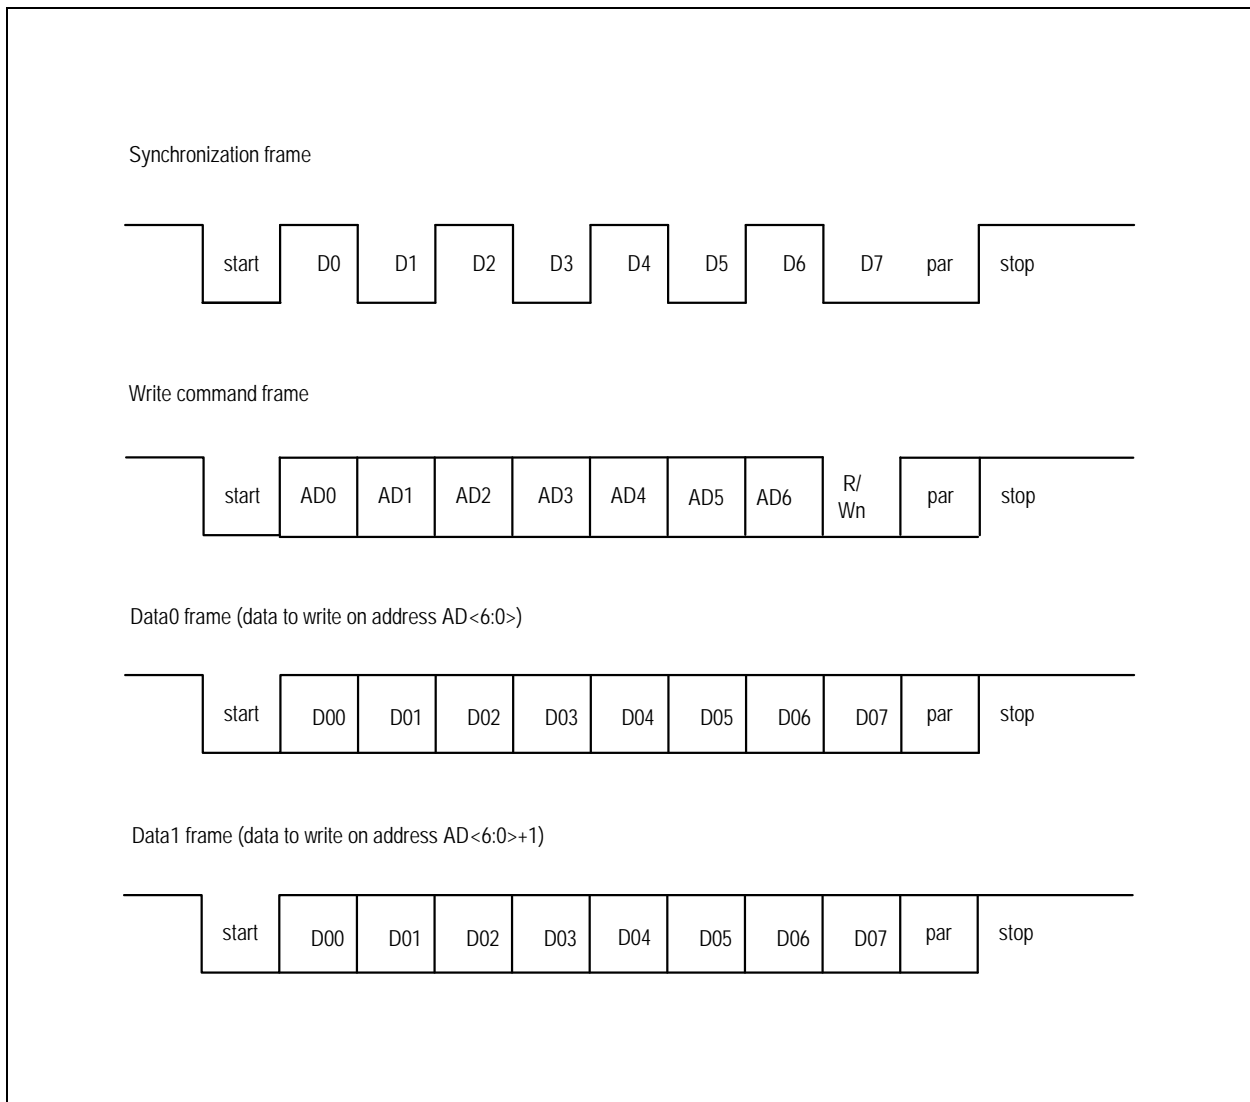 Synchronization frame
start D0 D1 D2 D3 D4 D5 D6 D7 par stop
Write command frame
start AD0 AD1 AD2 AD3 AD4 AD5 AD6 R/ Wn par stop
Data0 frame (data to write on address AD<6:0>)
start D00 D01 D02 D03 D04 D05 D06 D07 par stop
Data1 frame (data to write on address AD<6:0>+1)
start D00 D01 D02 D03 D04 D05 D06 D07 par stop